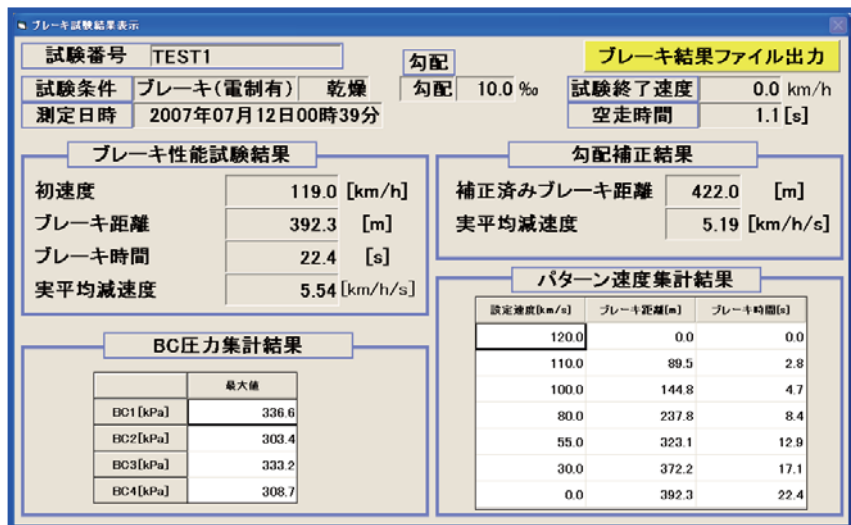 ブレーキ試験結果表示
試験番号 TEST1
勾配
ブレーキ結果ファイル出力
試験条件 ブレーキ(電制有) 乾燥 勾配 10.0 ‰ 試験終了速度 0.0 km/h
測定日時 2007年07月12日00時39分 空走時間 1.1 [s]
ブレーキ性能試験結果
初速度 119.0 [km/h]
ブレーキ距離 392.3 [m]
ブレーキ時間 22.4 [s]
実平均減速度 5.54 [km/h/s]
勾配補正結果
補正済みブレーキ距離 422.0 [m]
実平均減速度 5.19 [km/h/s]
BC圧力集計結果
最大値
BC1[kPa] 336.6
BC2[kPa] 303.4
BC3[kPa] 333.2
BC4[kPa] 308.7
パターン速度集計結果
設定速度[km/s] ブレーキ距離[m] ブレーキ時間[s]
120.0 0.0 0.0
110.0 89.5 2.8
100.0 144.8 4.7
80.0 237.8 8.4
55.0 323.1 12.9
30.0 372.2 17.1
0.0 392.3 22.4